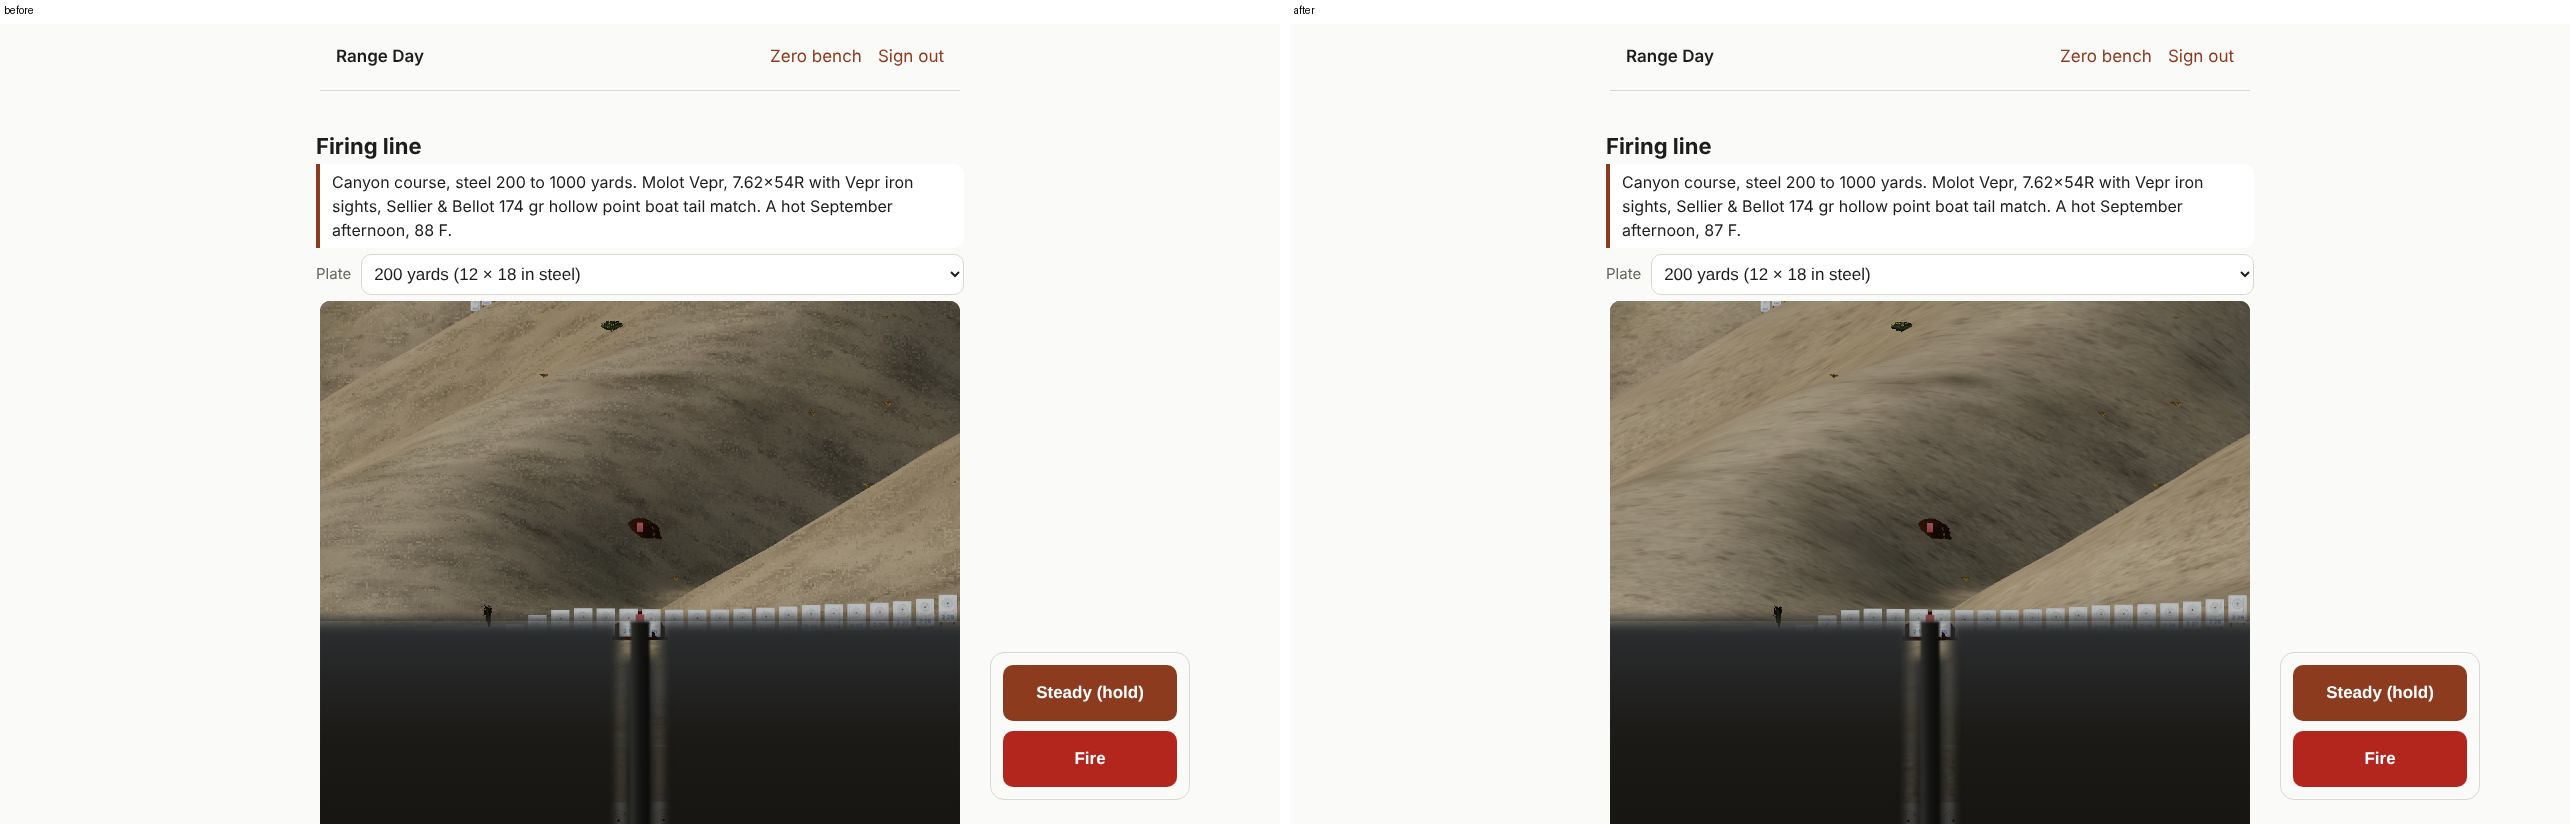 before
Range Day Zero bench Sign out
Firing line
Canyon course, steel 200 to 1000 yards. Molot Vepr, 7.62×54R with Vepr iron
sights, Sellier & Bellot 174 gr hollow point boat tail match. A hot September
afternoon, 88 F.
Plate 200 yards (12 × 18 in steel)
Steady (hold)
Fire
after
Range Day Zero bench Sign out
Firing line
Canyon course, steel 200 to 1000 yards. Molot Vepr, 7.62×54R with Vepr iron
sights, Sellier & Bellot 174 gr hollow point boat tail match. A hot September
afternoon, 87 F.
Plate 200 yards (12 × 18 in steel)
Steady (hold)
Fire